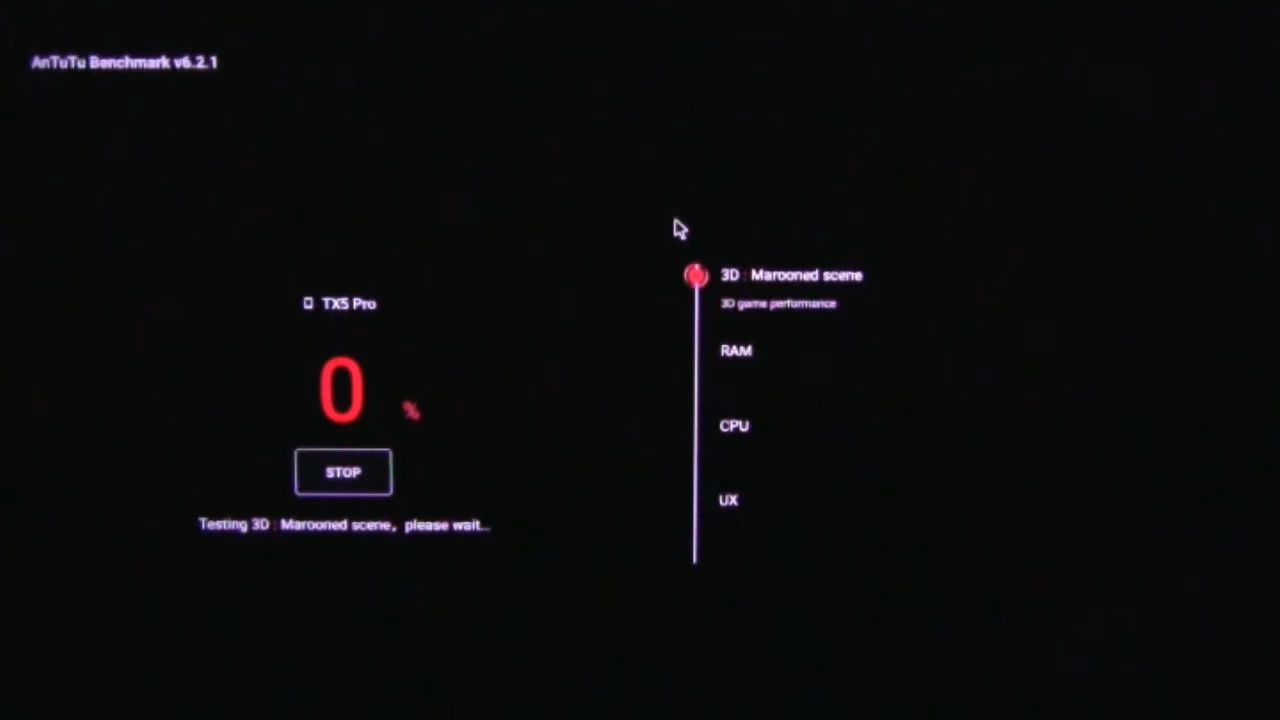 AnTuTu Benchmark v6.2.1
TX5 Pro
0 %
STOP
Testing 3D : Marooned scene, please wait...
3D : Marooned scene
3D game performance
RAM
CPU
UX